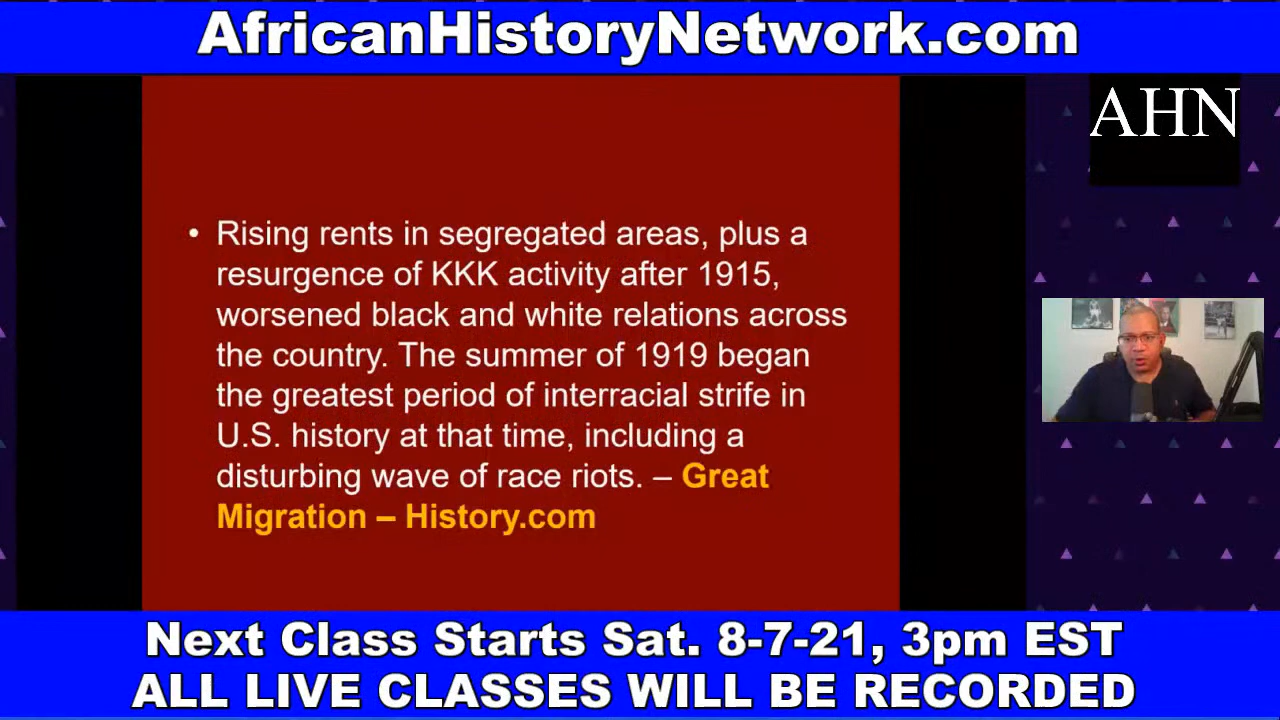 AfricanHistoryNetwork.com
AHN
• Rising rents in segregated areas, plus a
resurgence of KKK activity after 1915,
worsened black and white relations across
the country. The summer of 1919 began
the greatest period of interracial strife in
U.S. history at that time, including a
disturbing wave of race riots. – Great
Migration – History.com
Next Class Starts Sat. 8-7-21, 3pm EST
ALL LIVE CLASSES WILL BE RECORDED